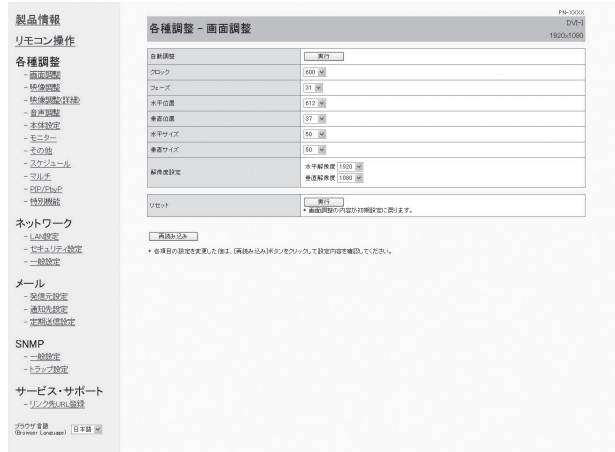 製品情報
リモコン操作
各種調整
- 画面調整
- 映像調整
- 映像調整(詳細)
- 音声調整
- 本体設定
- モニター
- その他
- スケジュール
- マルチ
- PIP/PbyP
- 特別機能
ネットワーク
- LAN設定
- セキュリティ設定
- 一般設定
メール
- 発信元設定
- 通知先設定
- 定期送信設定
SNMP
- 一般設定
- トラップ設定
サービス・サポート
- リンク先URL登録
ブラウザ言語
(Browser Language) 日本語
PN-XXXX
各種調整 - 画面調整 DVI-I
1920x1080
自動調整 実行
クロック 600
フェーズ 31
水平位置 612
垂直位置 37
水平サイズ 50
垂直サイズ 50
解像度設定 水平解像度 1920
垂直解像度 1080
リセット 実行
* 画面調整の内容が初期設定に戻ります。
再読み込み
* 各項目の設定を変更した後は、[再読み込み]ボタンをクリックして設定内容を確認してください。